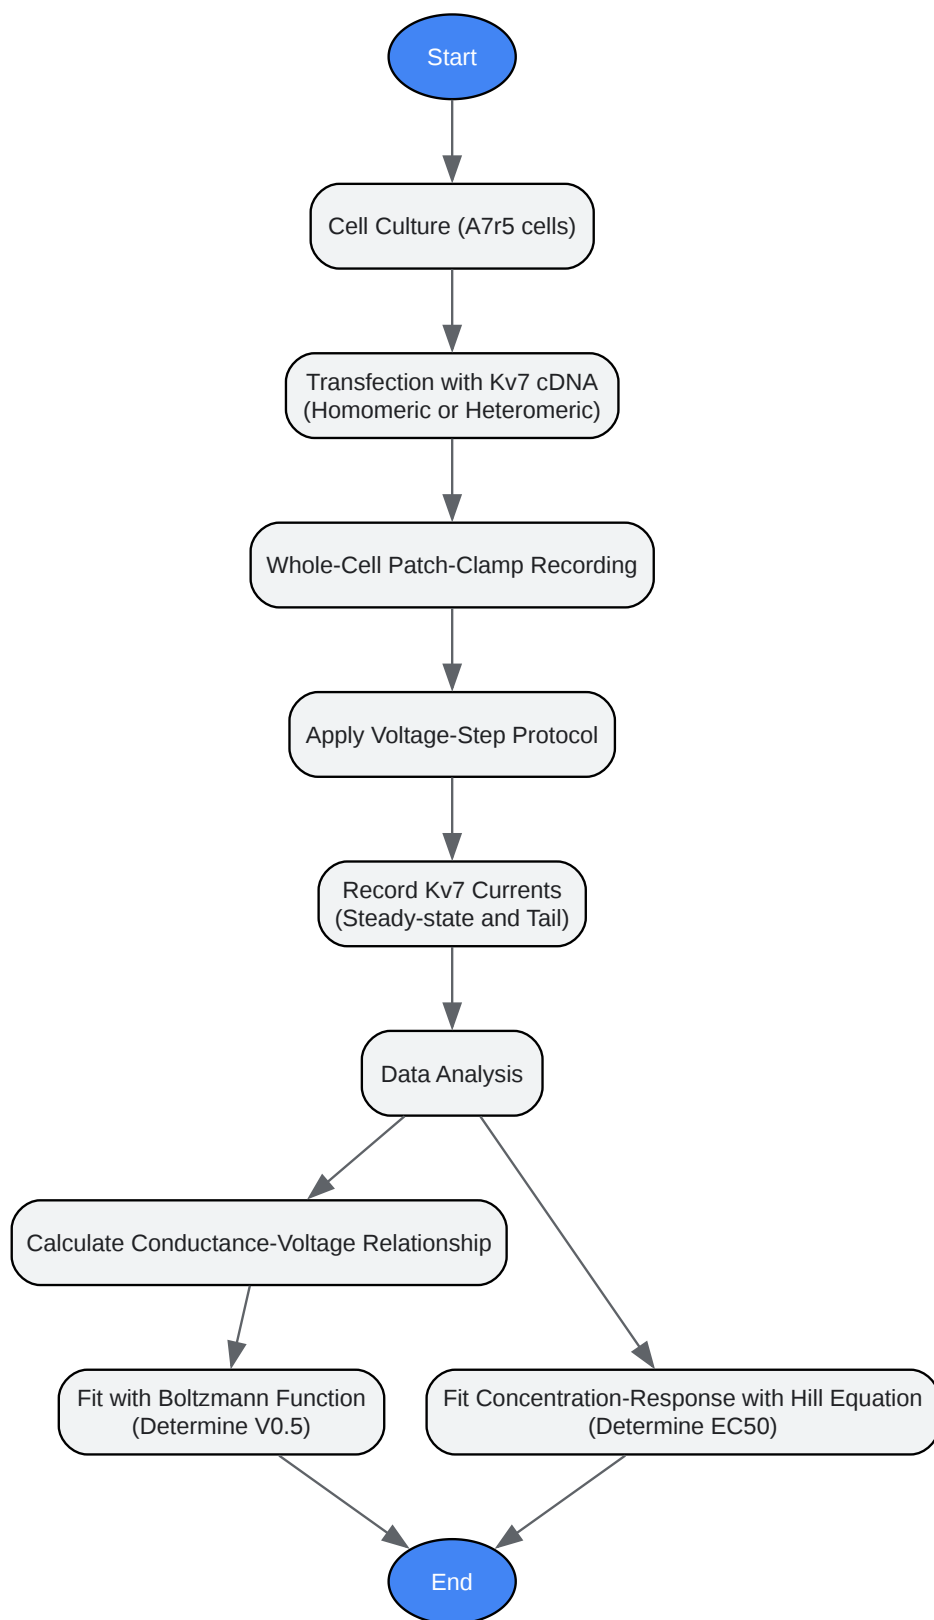 Start
Cell Culture (A7r5 cells)
Transfection with Kv7 cDNA
(Homomeric or Heteromeric)
Whole-Cell Patch-Clamp Recording
Apply Voltage-Step Protocol
Record Kv7 Currents
(Steady-state and Tail)
Data Analysis
Calculate Conductance-Voltage Relationship
Fit with Boltzmann Function
(Determine V0.5)
Fit Concentration-Response with Hill Equation
(Determine EC50)
End